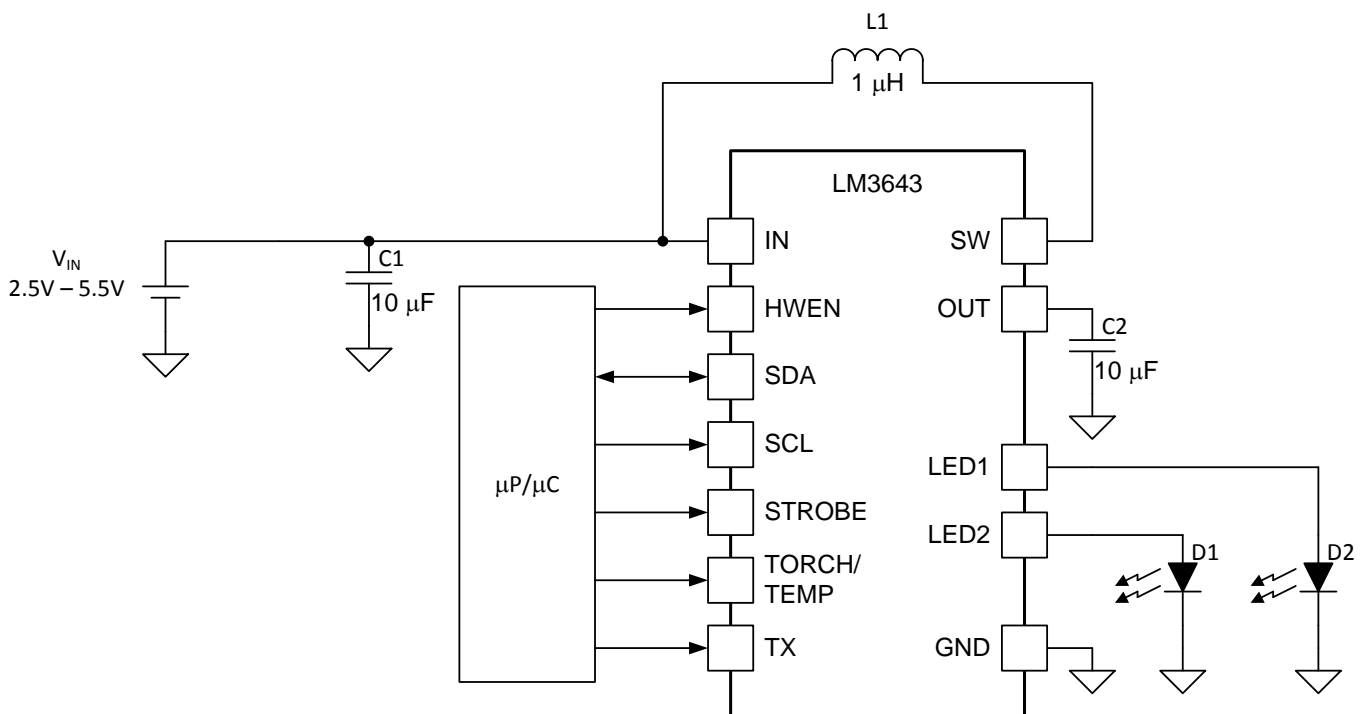 L1
1 μH
LM3643
IN
SW
V_IN
2.5V – 5.5V
C1
10 μF
HWEN
OUT
C2
10 μF
SDA
SCL
LED1
μP/μC
STROBE
LED2
D1
D2
TORCH/
TEMP
TX
GND